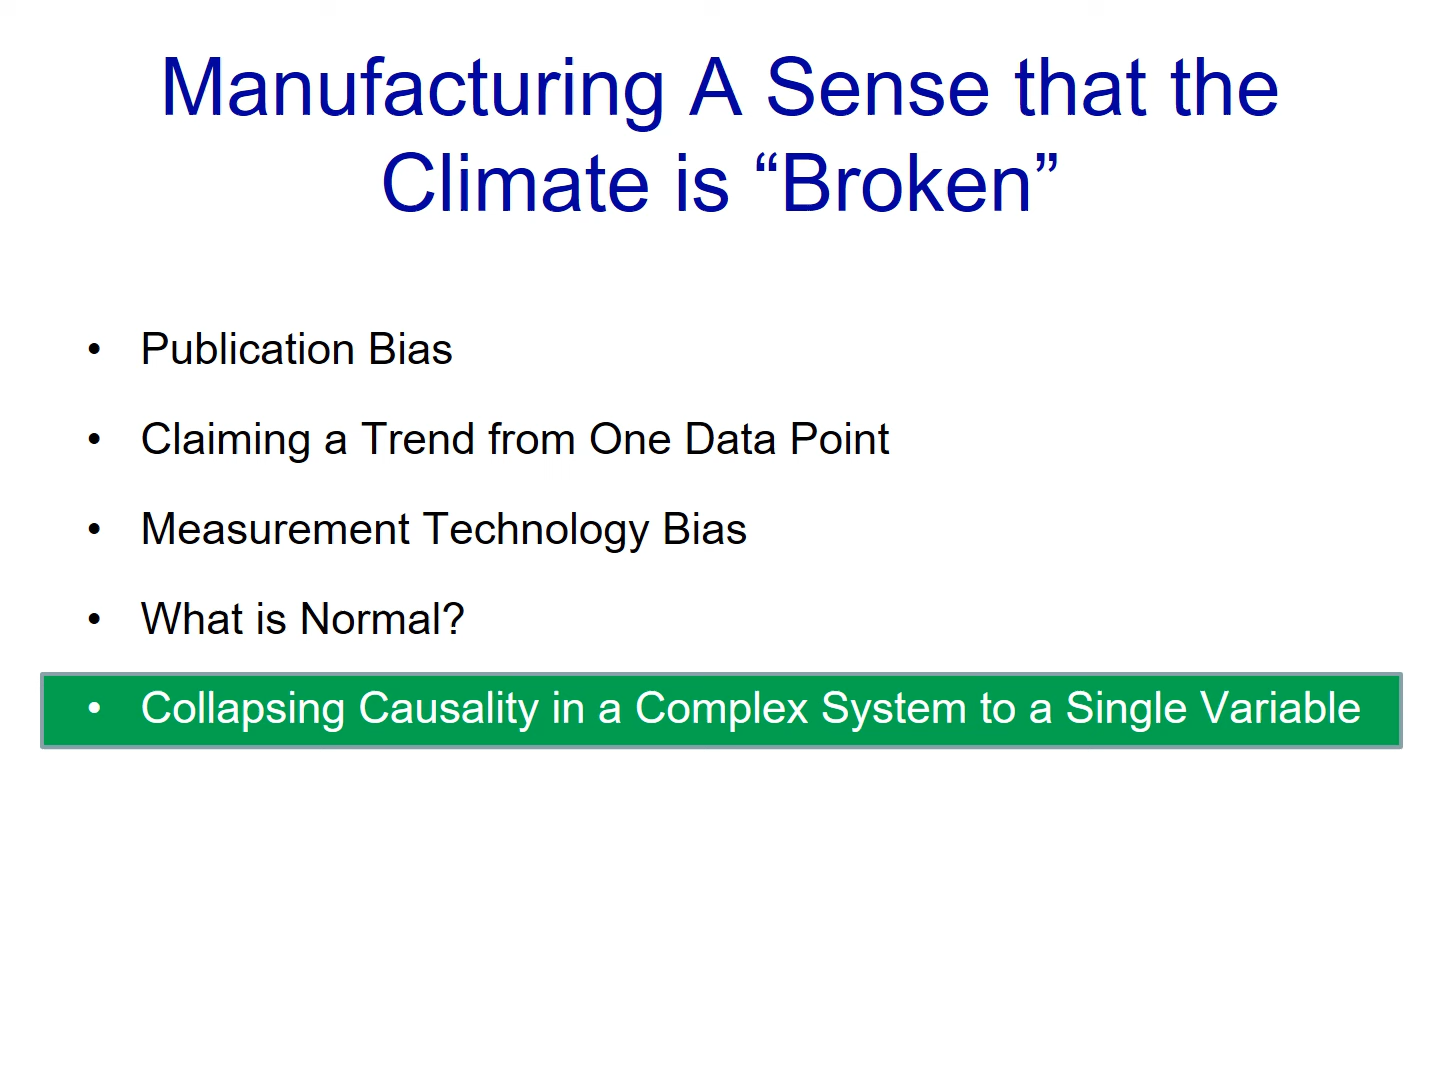 Manufacturing A Sense that the
Climate is “Broken”
• Publication Bias
• Claiming a Trend from One Data Point
• Measurement Technology Bias
• What is Normal?
• Collapsing Causality in a Complex System to a Single Variable